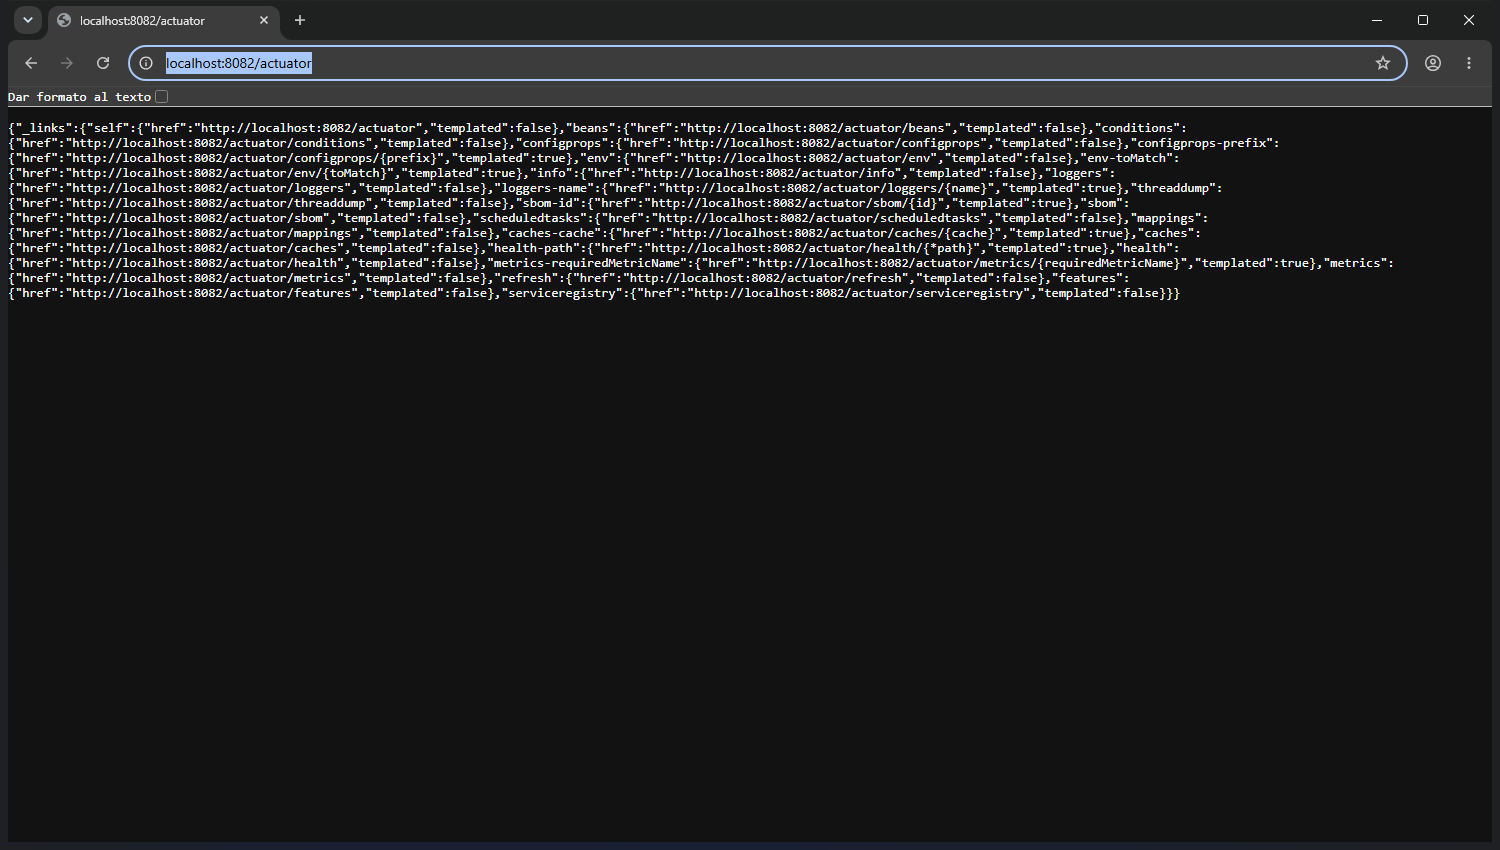 localhost:8082/actuator
localhost:8082/actuator
Dar formato al texto
{"_links":{"self":{"href":"http://localhost:8082/actuator","templated":false},"beans":{"href":"http://localhost:8082/actuator/beans","templated":false},"conditions":
{"href":"http://localhost:8082/actuator/conditions","templated":false},"configprops":{"href":"http://localhost:8082/actuator/configprops","templated":false},"configprops-prefix":
{"href":"http://localhost:8082/actuator/configprops/{prefix}","templated":true},"env":{"href":"http://localhost:8082/actuator/env","templated":false},"env-toMatch":
{"href":"http://localhost:8082/actuator/env/{toMatch}","templated":true},"info":{"href":"http://localhost:8082/actuator/info","templated":false},"loggers":
{"href":"http://localhost:8082/actuator/loggers","templated":false},"loggers-name":{"href":"http://localhost:8082/actuator/loggers/{name}","templated":true},"threaddump":
{"href":"http://localhost:8082/actuator/threaddump","templated":false},"sbom-id":{"href":"http://localhost:8082/actuator/sbom/{id}","templated":true},"sbom":
{"href":"http://localhost:8082/actuator/sbom","templated":false},"scheduledtasks":{"href":"http://localhost:8082/actuator/scheduledtasks","templated":false},"mappings":
{"href":"http://localhost:8082/actuator/mappings","templated":false},"caches-cache":{"href":"http://localhost:8082/actuator/caches/{cache}","templated":true},"caches":
{"href":"http://localhost:8082/actuator/caches","templated":false},"health-path":{"href":"http://localhost:8082/actuator/health/{*path}","templated":true},"health":
{"href":"http://localhost:8082/actuator/health","templated":false},"metrics-requiredMetricName":{"href":"http://localhost:8082/actuator/metrics/{requiredMetricName}","templated":true},"metrics":
{"href":"http://localhost:8082/actuator/metrics","templated":false},"refresh":{"href":"http://localhost:8082/actuator/refresh","templated":false},"features":
{"href":"http://localhost:8082/actuator/features","templated":false},"serviceregistry":{"href":"http://localhost:8082/actuator/serviceregistry","templated":false}}}